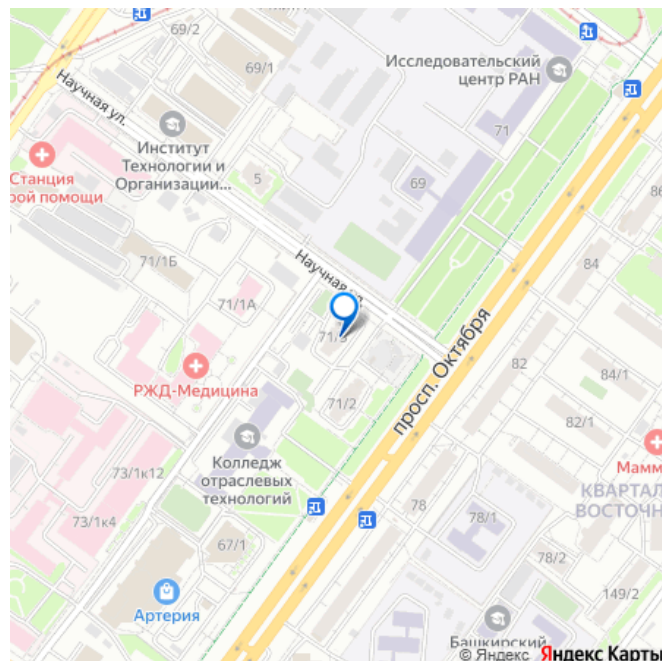 69/2
69/1
Исследовательский
центр РАН
Научная ул.
71
Институт
Технологии и
Организации...
5
69
Станция
рой помощи
86
84
71/1Б
Научная ул.
71/1А
71/3
просп. Октября
82
84/1
РЖД-Медицина
71/2
82/1
Мамм
73/1к12
Колледж
отраслевых
технологий
КВАРТАЛ
ВОСТОЧН
78
73/1к4
78/1
67/1
78/2
149/2
Артерия
Башкирский
© Яндекс Яндекс Карты